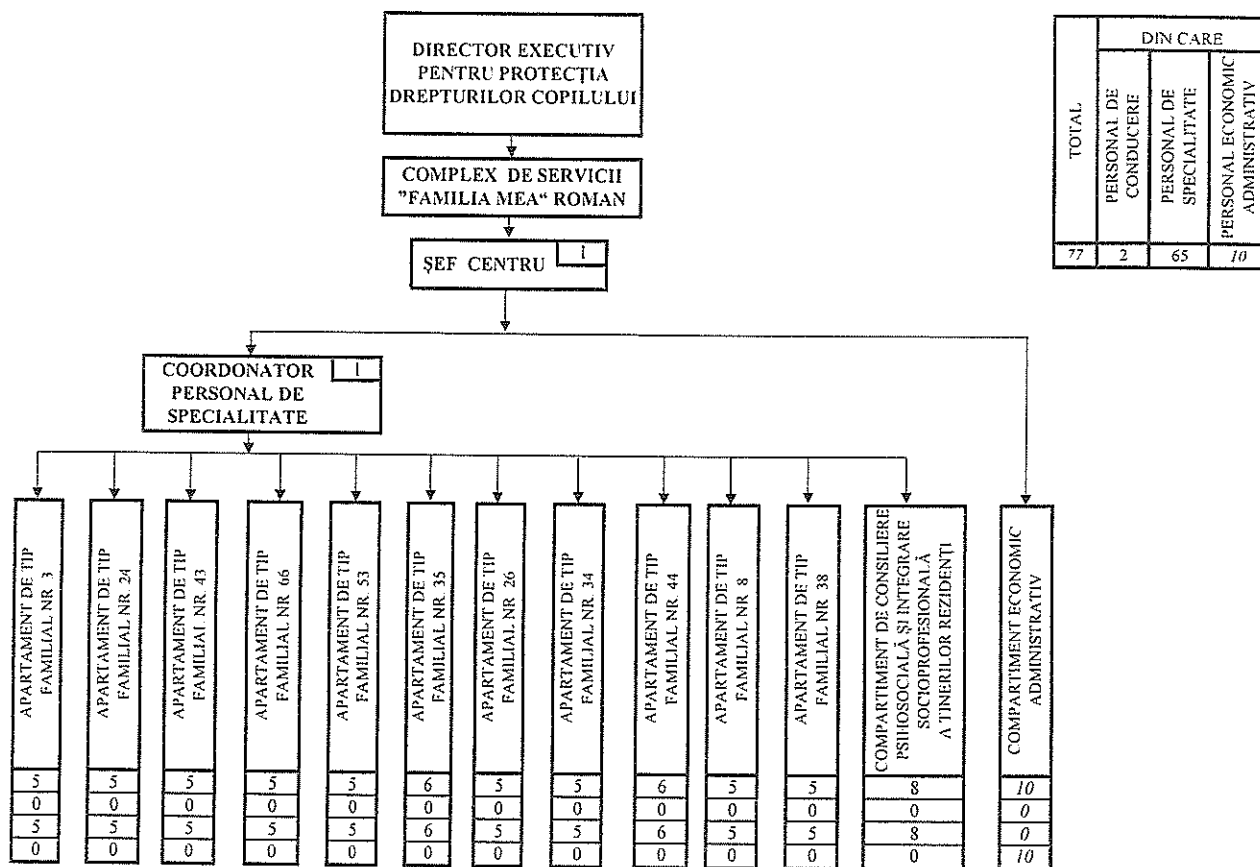 DIRECTOR EXECUTIV
PENTRU PROTECȚIA
DREPTURILOR COPILULUI
COMPLEX DE SERVICII
"FAMILIA MEA“ ROMAN
ȘEF CENTRU
1
TOTAL
DIN CARE
PERSONAL DE
CONDUCERE
PERSONAL DE
SPECIALITATE
PERSONAL ECONOMIC
ADMINISTRATIV
77 2 65 10
COORDONATOR
PERSONAL DE
SPECIALITATE
1
APARTAMENT DE TIP
FAMILIAL NR 3
APARTAMENT DE TIP
FAMILIAL NR. 24
APARTAMENT DE TIP
FAMILIAL NR. 43
APARTAMENT DE TIP
FAMILIAL NR. 66
APARTAMENT DE TIP
FAMILIAL NR. 53
APARTAMENT DE TIP
FAMILIAL NR. 35
APARTAMENT DE TIP
FAMILIAL NR. 26
APARTAMENT DE TIP
FAMILIAL NR. 34
APARTAMENT DE TIP
FAMILIAL NR. 44
APARTAMENT DE TIP
FAMILIAL NR 8
APARTAMENT DE TIP
FAMILIAL NR. 38
COMPARTIMENT DE CONSILIERE
PSIHOSOCIALĂ ȘI INTEGRARE
SOCIOPROFESIONALĂ
A TINERILOR REZIDENȚI
COMPARTIMENT ECONOMIC
ADMINISTRATIV
5 5 5 5 5 6 5 5 6 5 5 8 10
0 0 0 0 0 0 0 0 0 0 0 0 0
5 5 5 5 5 6 5 5 6 5 5 8 0
0 0 0 0 0 0 0 0 0 0 0 0 10